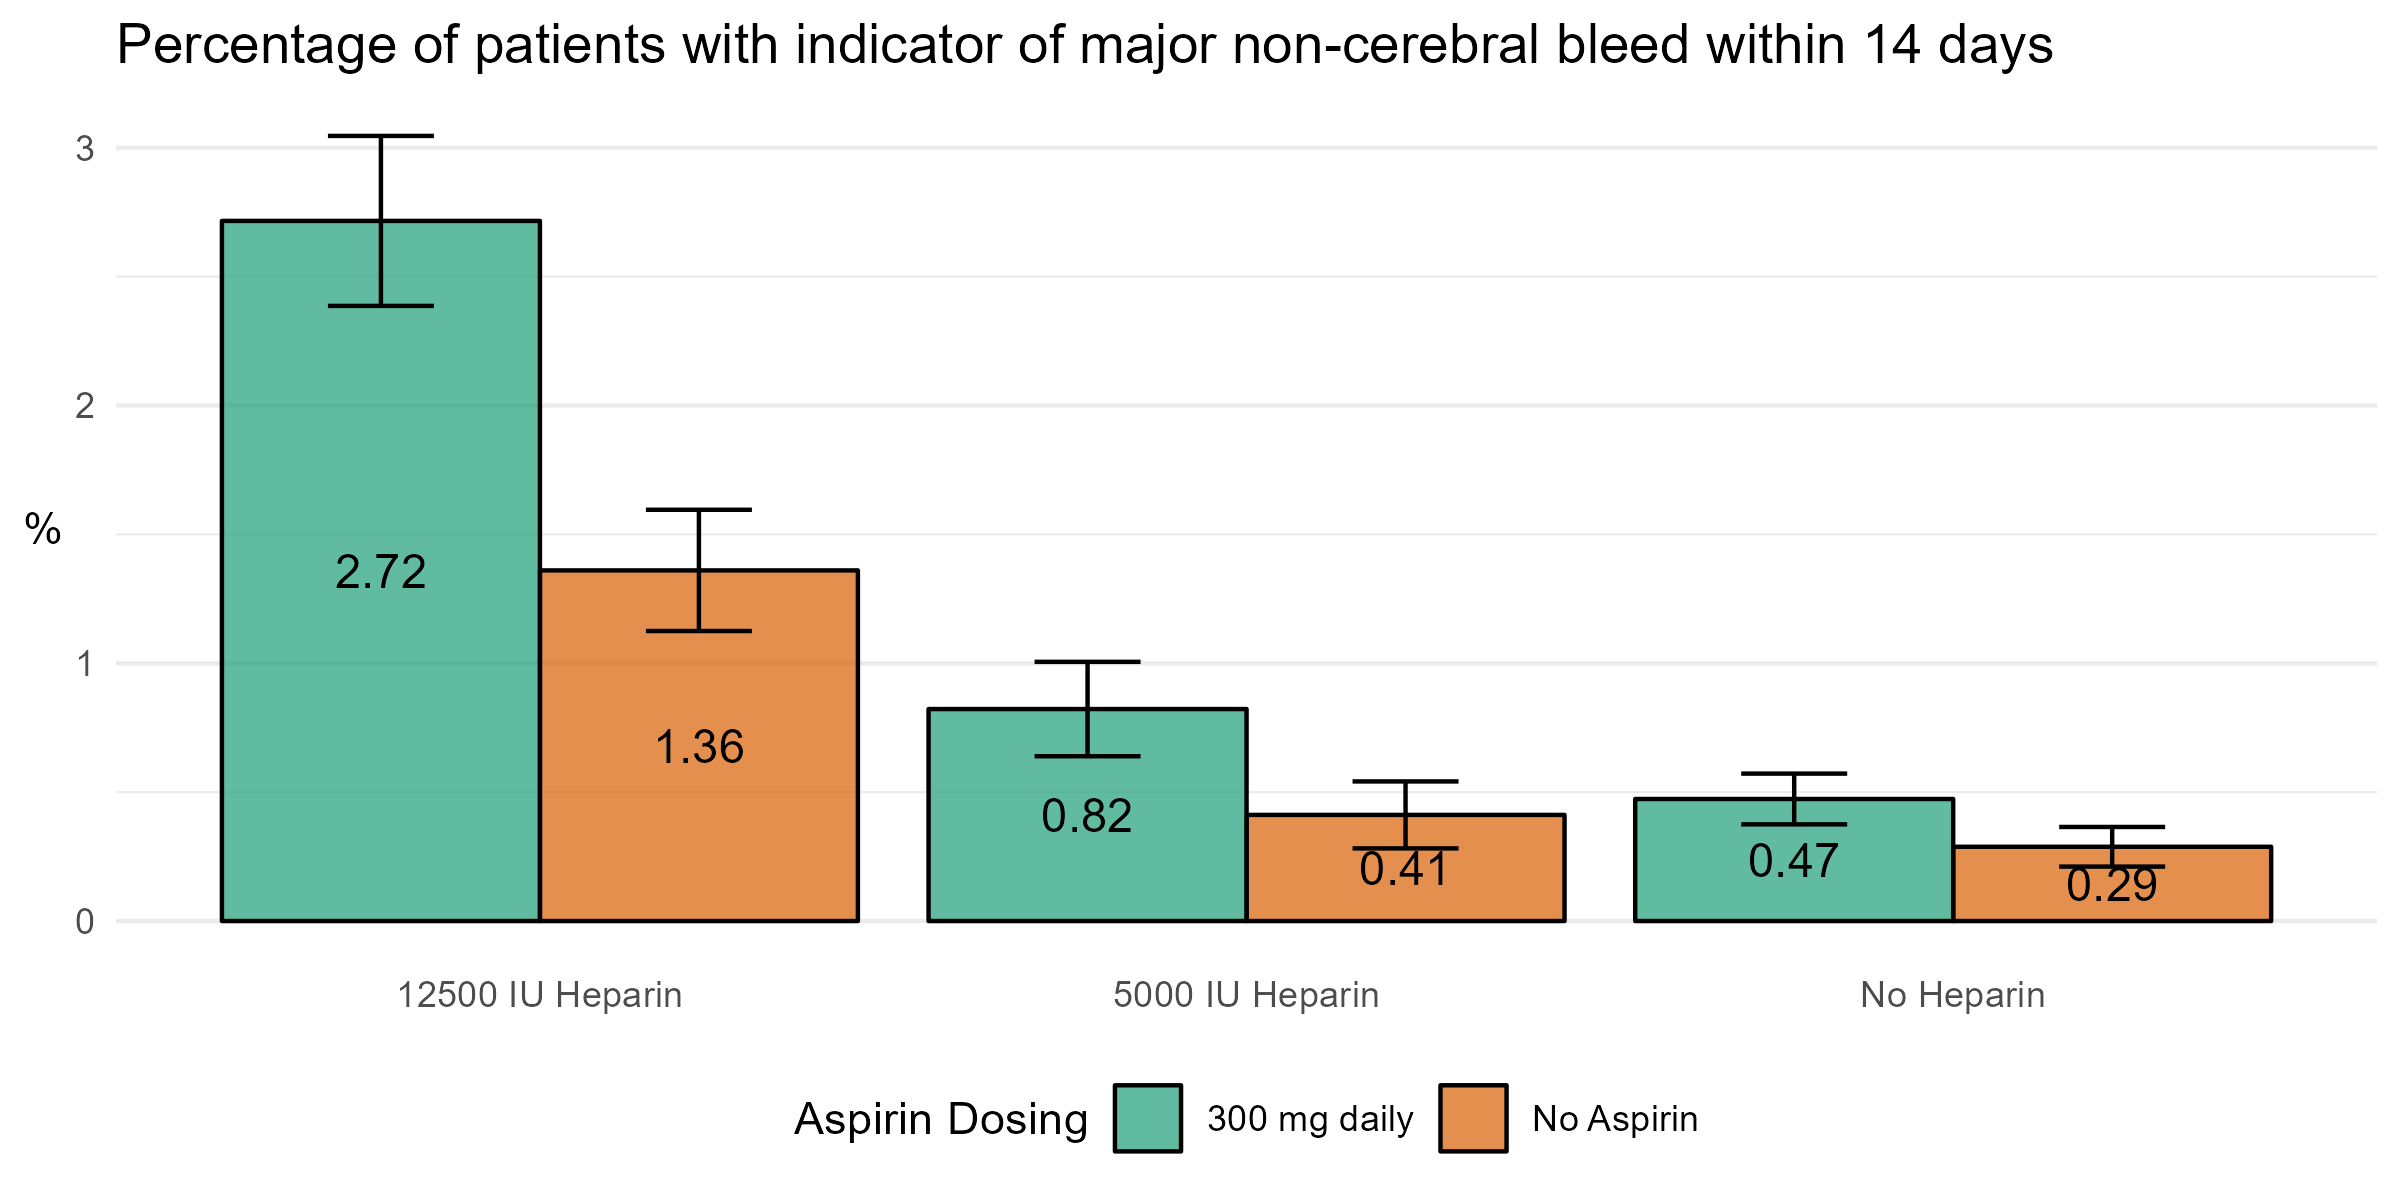 Percentage of patients with indicator of major non-cerebral bleed within 14 days
3
2
%
1
0
2.72
1.36
0.82
0.41
0.47
0.29
12500 IU Heparin
5000 IU Heparin
No Heparin
Aspirin Dosing
300 mg daily
No Aspirin